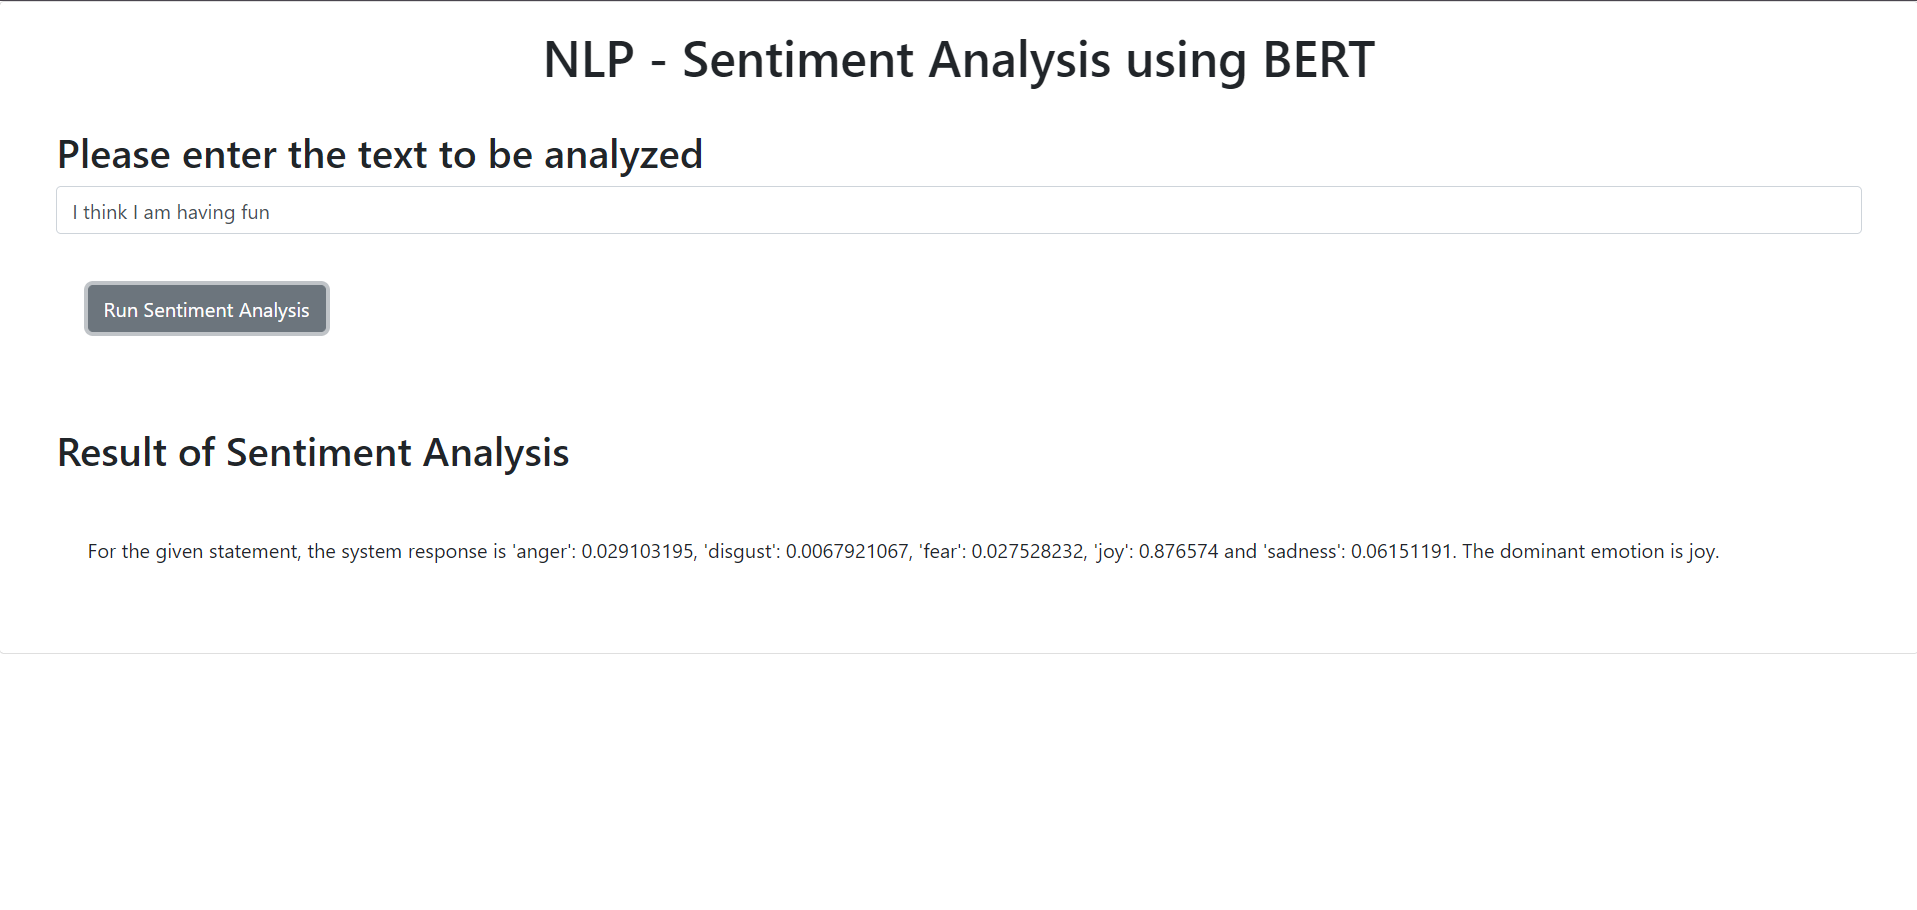 NLP - Sentiment Analysis using BERT
Please enter the text to be analyzed
I think I am having fun
Run Sentiment Analysis
Result of Sentiment Analysis
For the given statement, the system response is 'anger': 0.029103195, 'disgust': 0.0067921067, 'fear': 0.027528232, 'joy': 0.876574 and 'sadness': 0.06151191. The dominant emotion is joy.